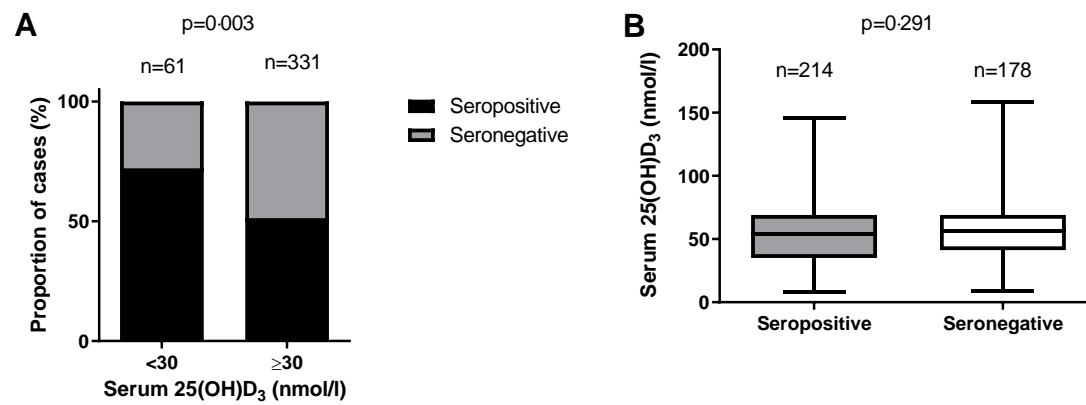 A
p=0·003
n=61
n=331
Proportion of cases (%)
100
50
0
<30
≥30
Serum 25(OH)D₃ (nmol/l)
Seropositive
Seronegative
B
p=0·291
n=214
n=178
Serum 25(OH)D₃ (nmol/l)
200
150
100
50
0
Seropositive
Seronegative